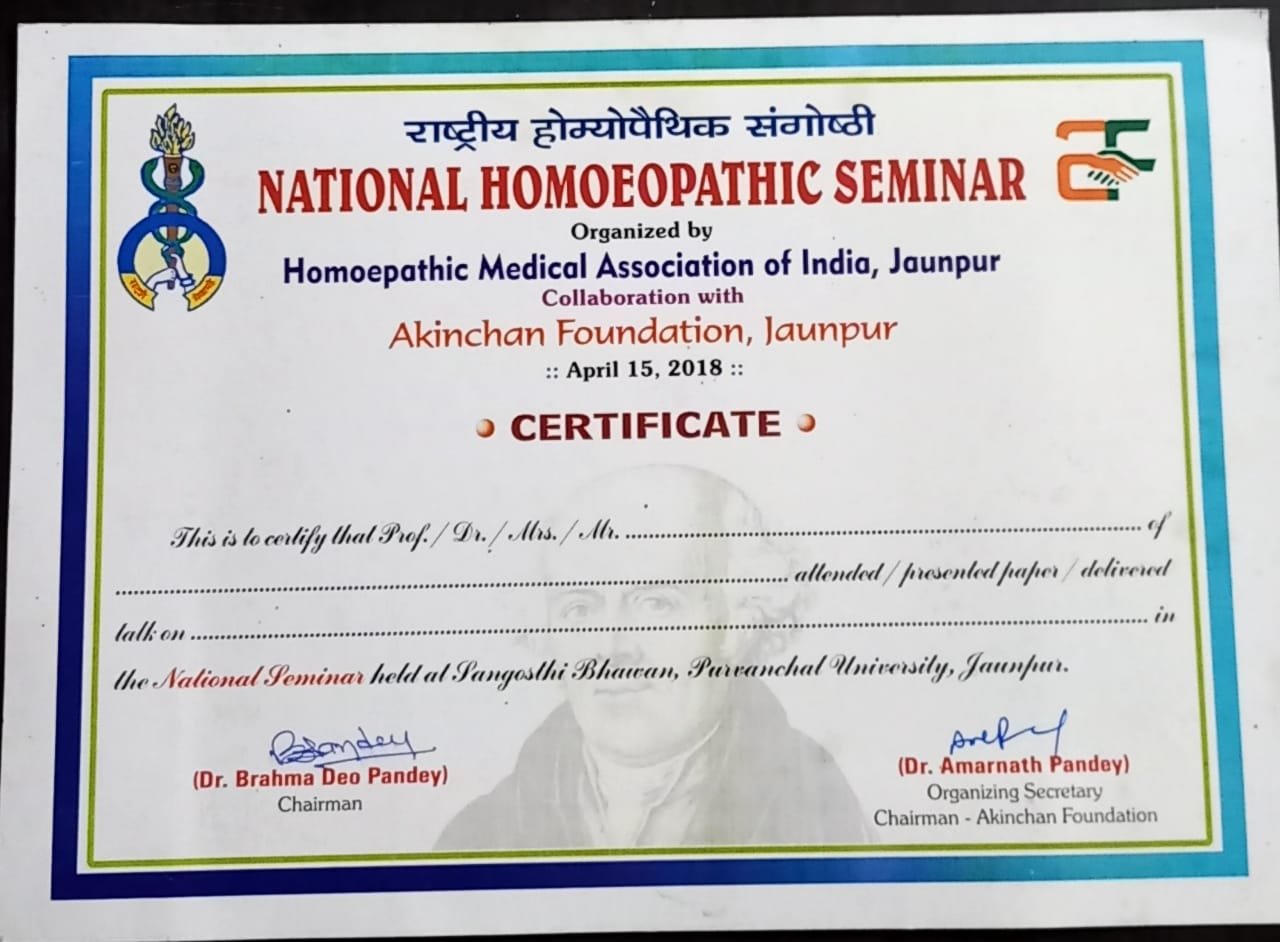 राष्ट्रीय होम्योपैथिक संगोष्ठी
NATIONAL HOMOEOPATHIC SEMINAR
Organized by
Homoepathic Medical Association of India, Jaunpur
Collaboration with
Akinchan Foundation, Jaunpur
:: April 15, 2018 ::
CERTIFICATE
This is to certify that Prof. / Dr. / Mrs. / Mr. .................................................. of
.................................................. attended / presented paper / delivered
talk on .................................................. in
the National Seminar held at Sangosthi Bhawan, Purvanchal University, Jaunpur.
(Dr. Brahma Deo Pandey)
Chairman
(Dr. Amarnath Pandey)
Organizing Secretary
Chairman - Akinchan Foundation